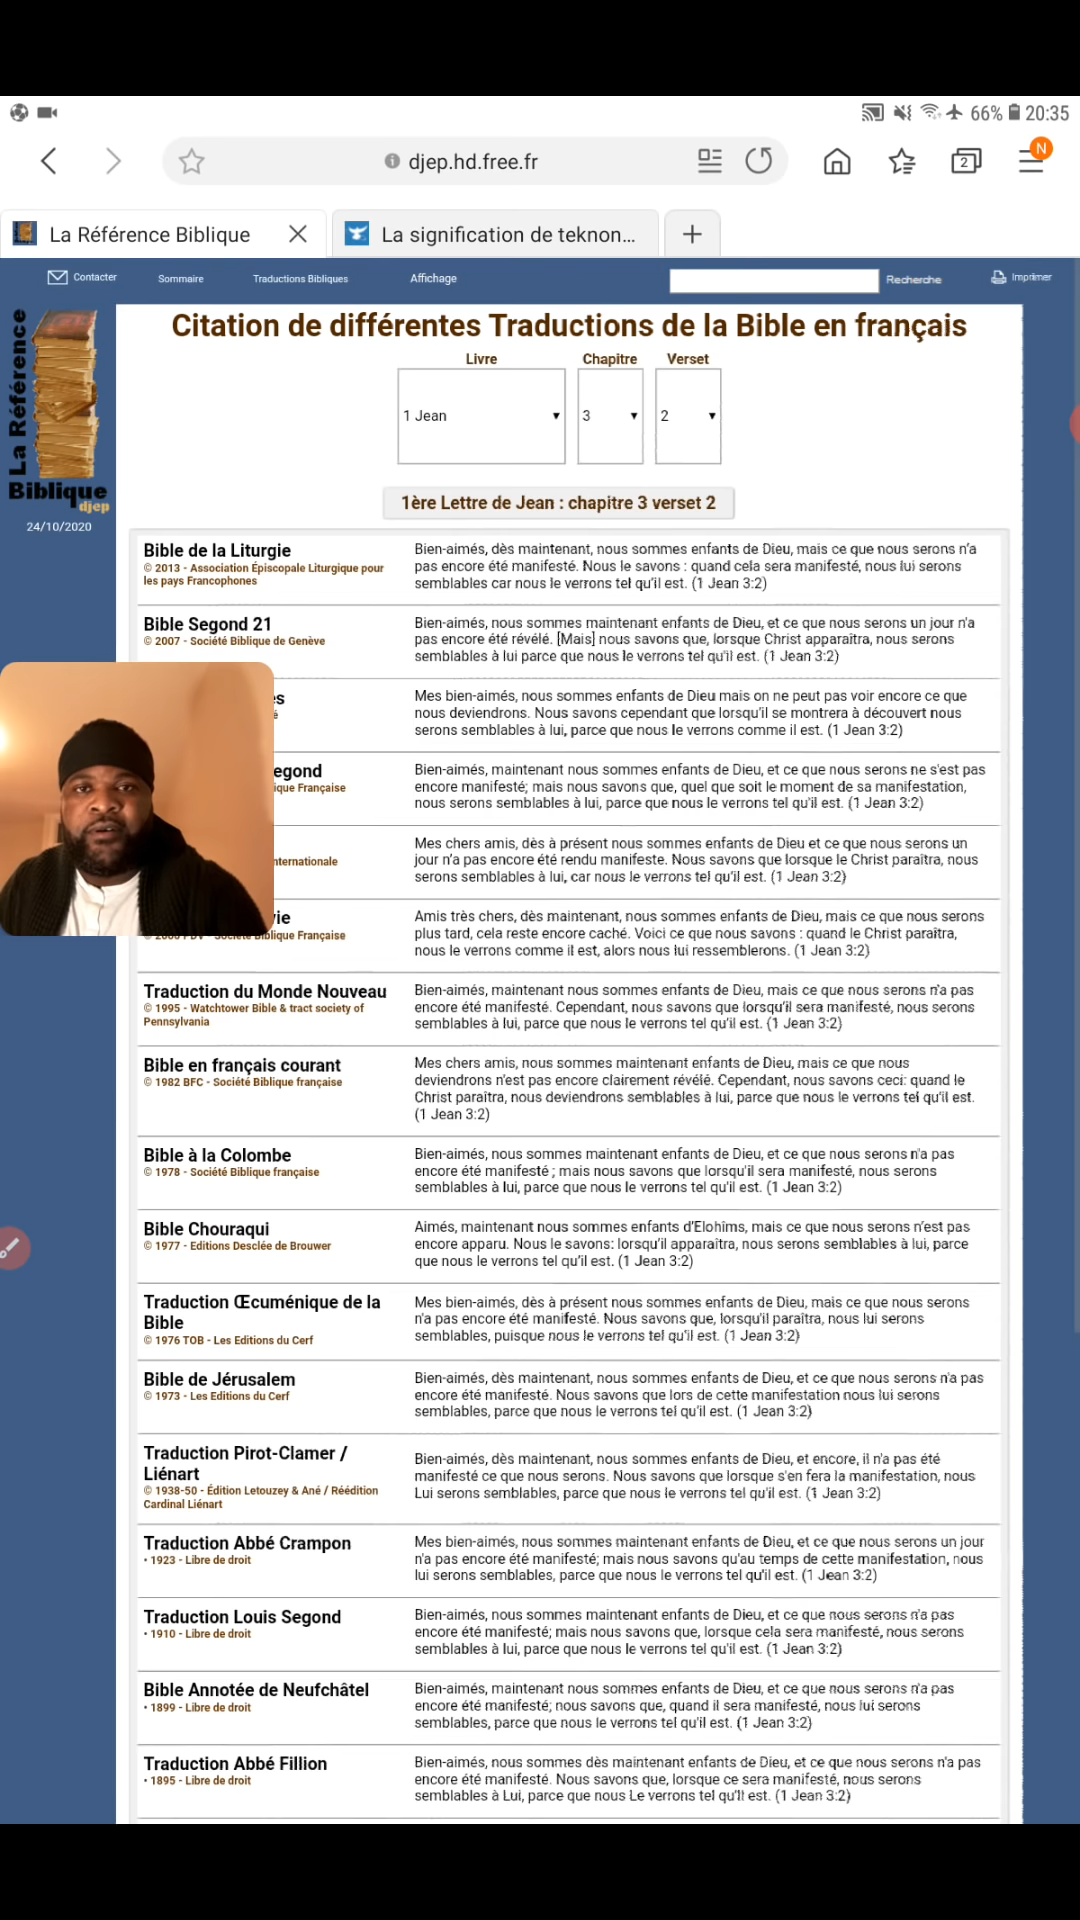 66% 20:35
djep.hd.free.fr
2
N
La Référence Biblique
La signification de teknon...
Contacter Sommaire Traductions Bibliques Affichage Recherche Imprimer
La Référence
Biblique
djep
24/10/2020
Citation de différentes Traductions de la Bible en français
Livre Chapitre Verset
1 Jean 3 2
1ère Lettre de Jean : chapitre 3 verset 2
Bible de la Liturgie
© 2013 - Association Épiscopale Liturgique pour
les pays Francophones
Bien-aimés, dès maintenant, nous sommes enfants de Dieu, mais ce que nous serons n'a
pas encore été manifesté. Nous le savons : quand cela sera manifesté, nous lui serons
semblables car nous le verrons tel qu'il est. (1 Jean 3:2)
Bible Segond 21
© 2007 - Société Biblique de Genève
Bien-aimés, nous sommes maintenant enfants de Dieu, et ce que nous serons un jour n'a
pas encore été révélé. [Mais] nous savons que, lorsque Christ apparaîtra, nous serons
semblables à lui parce que nous le verrons tel qu'il est. (1 Jean 3:2)
Mes bien-aimés, nous sommes enfants de Dieu mais on ne peut pas voir encore ce que
nous deviendrons. Nous savons cependant que lorsqu'il se montrera à découvert nous
serons semblables à lui, parce que nous le verrons comme il est. (1 Jean 3:2)
egond
ique Française
Bien-aimés, maintenant nous sommes enfants de Dieu, et ce que nous serons ne s'est pas
encore manifesté; mais nous savons que, quel que soit le moment de sa manifestation,
nous serons semblables à lui, parce que nous le verrons tel qu'il est. (1 Jean 3:2)
nternationale
Mes chers amis, dès à présent nous sommes enfants de Dieu et ce que nous serons un
jour n'a pas encore été rendu manifeste. Nous savons que lorsque le Christ paraîtra, nous
serons semblables à lui, car nous le verrons tel qu'il est. (1 Jean 3:2)
vie
© 2000 PDV - Société Biblique Française
Amis très chers, dès maintenant, nous sommes enfants de Dieu, mais ce que nous serons
plus tard, cela reste encore caché. Voici ce que nous savons : quand le Christ paraîtra,
nous le verrons comme il est, alors nous lui ressemblerons. (1 Jean 3:2)
Traduction du Monde Nouveau
© 1995 - Watchtower Bible & tract society of
Pennsylvania
Bien-aimés, maintenant nous sommes enfants de Dieu, mais ce que nous serons n'a pas
encore été manifesté. Cependant, nous savons que lorsqu'il sera manifesté, nous serons
semblables à lui, parce que nous le verrons tel qu'il est. (1 Jean 3:2)
Bible en français courant
© 1982 BFC - Société Biblique française
Mes chers amis, nous sommes maintenant enfants de Dieu, mais ce que nous
deviendrons n'est pas encore clairement révélé. Cependant, nous savons ceci: quand le
Christ paraîtra, nous deviendrons semblables à lui, parce que nous le verrons tel qu'il est.
(1 Jean 3:2)
Bible à la Colombe
© 1978 - Société Biblique française
Bien-aimés, nous sommes maintenant enfants de Dieu, et ce que nous serons n'a pas
encore été manifesté ; mais nous savons que lorsqu'il sera manifesté, nous serons
semblables à lui, parce que nous le verrons tel qu'il est. (1 Jean 3:2)
Bible Chouraqui
© 1977 - Editions Desclée de Brouwer
Aimés, maintenant nous sommes enfants d'Elohîms, mais ce que nous serons n'est pas
encore apparu. Nous le savons: lorsqu'il apparaîtra, nous serons semblables à lui, parce
que nous le verrons tel qu'il est. (1 Jean 3:2)
Traduction Œcuménique de la
Bible
© 1976 TOB - Les Editions du Cerf
Mes bien-aimés, dès à présent nous sommes enfants de Dieu, mais ce que nous serons
n'a pas encore été manifesté. Nous savons que, lorsqu'il paraîtra, nous lui serons
semblables, puisque nous le verrons tel qu'il est. (1 Jean 3:2)
Bible de Jérusalem
© 1973 - Les Editions du Cerf
Bien-aimés, dès maintenant, nous sommes enfants de Dieu, et ce que nous serons n'a pas
encore été manifesté. Nous savons que lors de cette manifestation nous lui serons
semblables, parce que nous le verrons tel qu'il est. (1 Jean 3:2)
Traduction Pirot-Clamer /
Liénart
© 1938-50 - Édition Letouzey & Ané / Réédition
Cardinal Liénart
Bien-aimés, dès maintenant, nous sommes enfants de Dieu, et encore, il n'a pas été
manifesté ce que nous serons. Nous savons que lorsque s'en fera la manifestation, nous
Lui serons semblables, parce que nous le verrons tel qu'il est. (1 Jean 3:2)
Traduction Abbé Crampon
• 1923 - Libre de droit
Mes bien-aimés, nous sommes maintenant enfants de Dieu, et ce que nous serons un jour
n'a pas encore été manifesté; mais nous savons qu'au temps de cette manifestation, nous
lui serons semblables, parce que nous le verrons tel qu'il est. (1 Jean 3:2)
Traduction Louis Segond
• 1910 - Libre de droit
Bien-aimés, nous sommes maintenant enfants de Dieu, et ce que nous serons n'a pas
encore été manifesté; mais nous savons que, lorsque cela sera manifesté, nous serons
semblables à lui, parce que nous le verrons tel qu'il est. (1 Jean 3:2)
Bible Annotée de Neufchâtel
• 1899 - Libre de droit
Bien-aimés, maintenant nous sommes enfants de Dieu, et ce que nous serons n'a pas
encore été manifesté; nous savons que, quand il sera manifesté, nous lui serons
semblables, parce que nous le verrons tel qu'il est. (1 Jean 3:2)
Traduction Abbé Fillion
• 1895 - Libre de droit
Bien-aimés, nous sommes dès maintenant enfants de Dieu, et ce que nous serons n'a pas
encore été manifesté. Nous savons que, lorsque ce sera manifesté, nous serons
semblables à Lui, parce que nous Le verrons tel qu'Il est. (1 Jean 3:2)